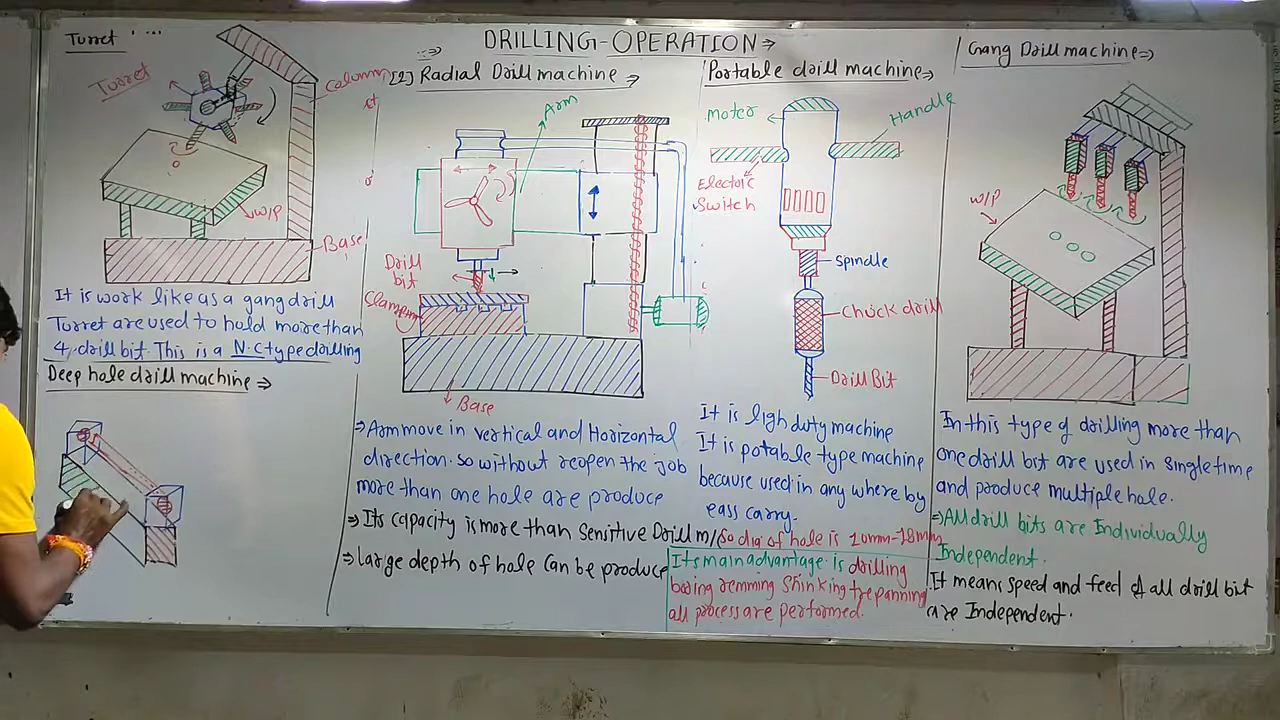 DRILLING-OPERATION⇒
Turret
Turret
Column
W/P
Base
It is work like as a gang drill
Turret are used to hold more than
4, drill bit. This is a N.C type drilling
Deep hole drill machine ⇒
[2] Radial Drill machine ⇒
Arm
Drill
bit
Clamp
Base
⇒ Arm move in vertical and Horizontal
direction. so without reopen the job
more than one hole are produce
⇒ Its capacity is more than Sensitive Drill m/
⇒ large depth of hole can be produce
Portable drill machine⇒
Motor
Handle
Electric
Switch
Spindle
Chuck drill
Drill Bit
It is ligh duty machine
It is potable type machine
because used in any where by
eass carry.
So dia of hole is 10mm-18mm
Its main advantage is drilling
boring remming Shinking trepanning
all process are performed.
Gang Drill machine⇒
W/P
In this type of drilling more than
one drill bit are used in single time
and produce multiple hole.
⇒All drill bits are Individually
Independent.
It means speed and feed of all drill bit
are Independent.